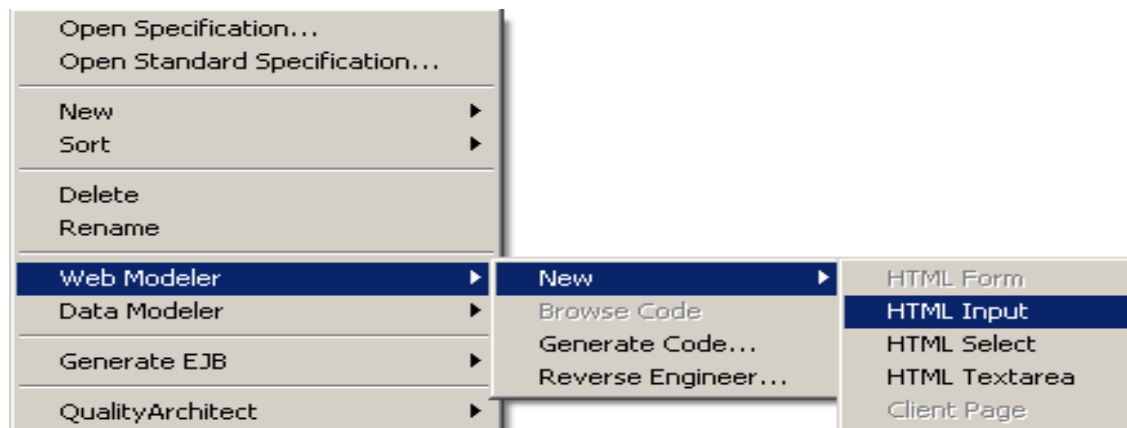 Open Specification...
Open Standard Specification...
New
Sort
Delete
Rename
Web Modeler
Data Modeler
Generate EJB
QualityArchitect
New
Browse Code
Generate Code...
Reverse Engineer...
HTML Form
HTML Input
HTML Select
HTML Textarea
Client Page